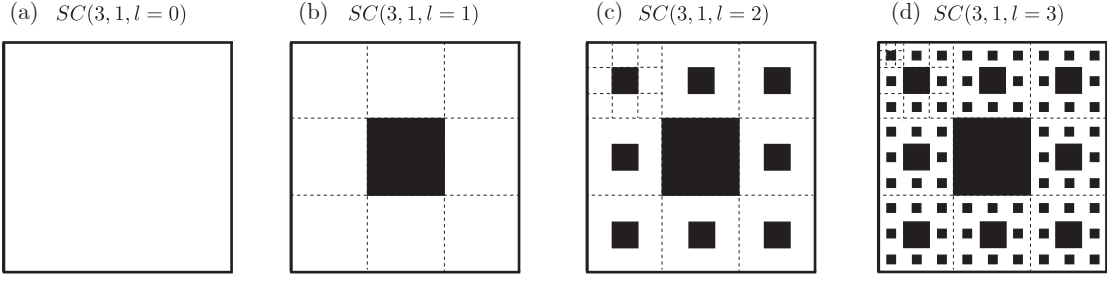 (a) SC(3, 1, l = 0) (b) SC(3, 1, l = 1) (c) SC(3, 1, l = 2) (d) SC(3, 1, l = 3)